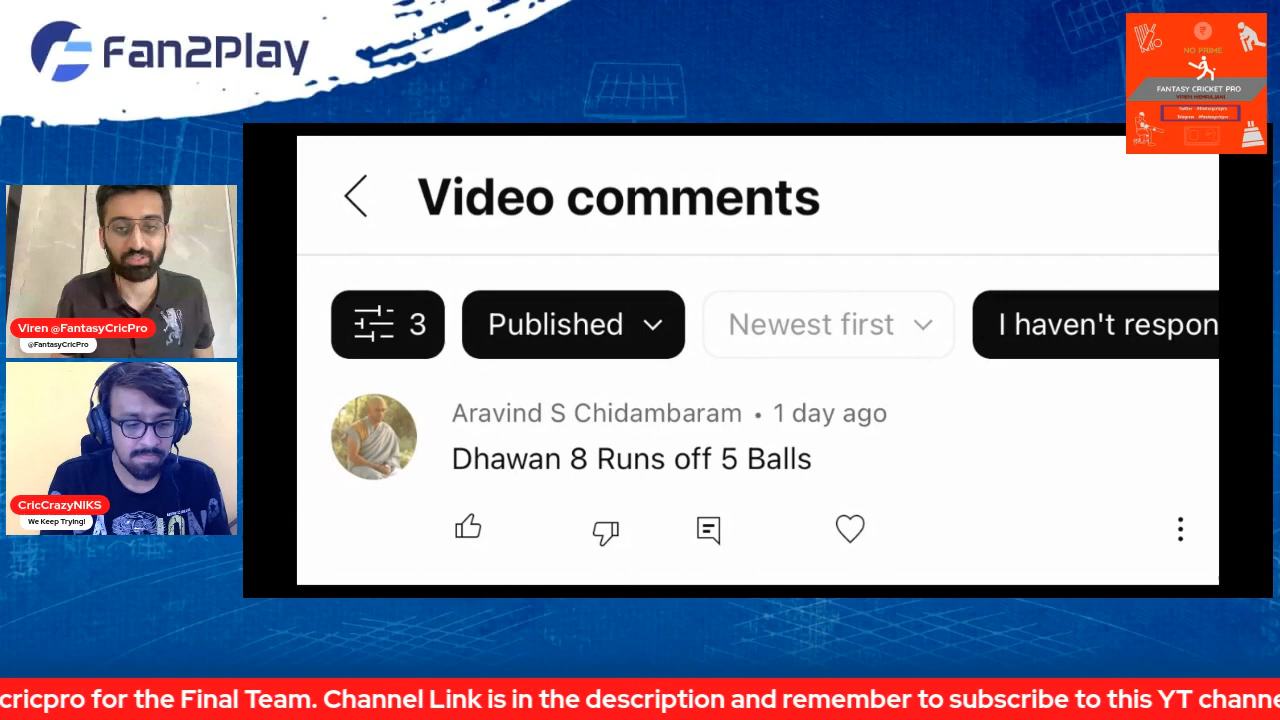 Fan2Play
NO PRIME
FANTASY CRICKET PRO
VIREN HEMRAJANI
Viren @FantasyCricPro
@FantasyCricPro
CricCrazyNIKS
We Keep Trying!
Video comments
3
Published
Newest first
I haven't respon
Aravind S Chidambaram • 1 day ago
Dhawan 8 Runs off 5 Balls
cricpro for the Final Team. Channel Link is in the description and remember to subscribe to this YT channe